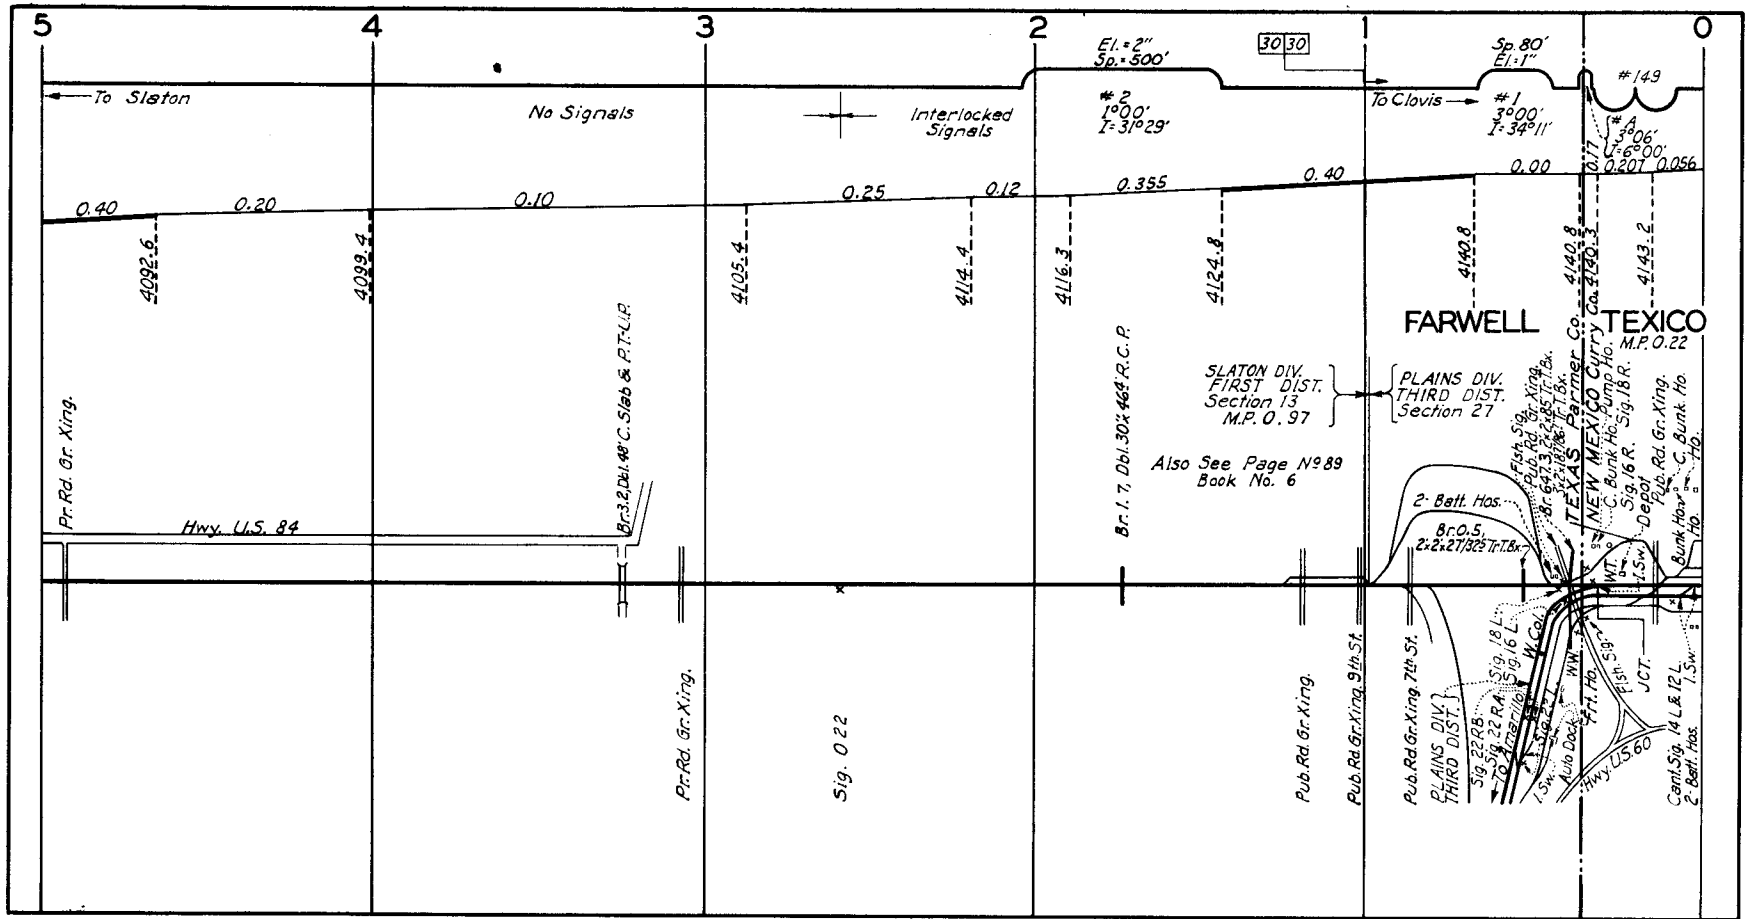 5 4 3 2 1 0
El. = 2"
Sp. = 500'
30 30
Sp. 80'
El. = 1"
#149
To Slaton
No Signals
Interlocked
Signals
# 2
1°00'
I = 31°29'
To Clovis
# 1
3°00'
I = 34°11'
# A
3°06'
I = 6°00'
0.40
0.20
0.10
0.25
0.12
0.355
0.40
0.00
0.17
0.207
0.056
4092.6
4099.4
4105.4
4114.4
4116.3
4124.8
4140.8
4140.8
4140.3
4143.2
FARWELL
TEXICO
M.P. 0.22
TEXAS Parmer Co.
NEW MEXICO Curry Co.
SLATON DIV.
FIRST DIST.
Section 13
M.P. 0.97
PLAINS DIV.
THIRD DIST.
Section 27
Also See Page Nº 89
Book No. 6
Pr. Rd. Gr. Xing.
Hwy. U.S. 84
Br. 3.2, Dbl. 48' C. Slab & P.T.-U.P.
Pr. Rd. Gr. Xing.
Sig. 022
Br. 1.7, Dbl. 30"x 46' R.C.P.
Pub. Rd. Gr. Xing.
Pub. Rd. Gr. Xing. 9th St.
Pub. Rd. Gr. Xing. 7th St.
2- Batt. Hos.
Br. 0.5,
Flsh. Sig.
Pub. Rd. Gr. Xing.
C. Bunk Ho.
Pump Ho.
Sig. 16 R.
Sig. 18 R.
Depot
I. Sw.
W.T.
Pub. Rd. Gr. Xing.
C. Bunk Ho.
Bunk Ho.
Ho.
Ho.
PLAINS DIV.
THIRD DIST.
Sig. 22 RB
Sig. 22 RA
To Amarillo
Sig. 18 L
Sig. 16 L
W. Col.
I. Sw.
Auto Dock
Frt. Ho.
Flsh. Sig.
JCT.
Hwy. U.S. 60
Cant. Sig. 14 L & 12 L
2- Batt. Hos.
I. Sw.